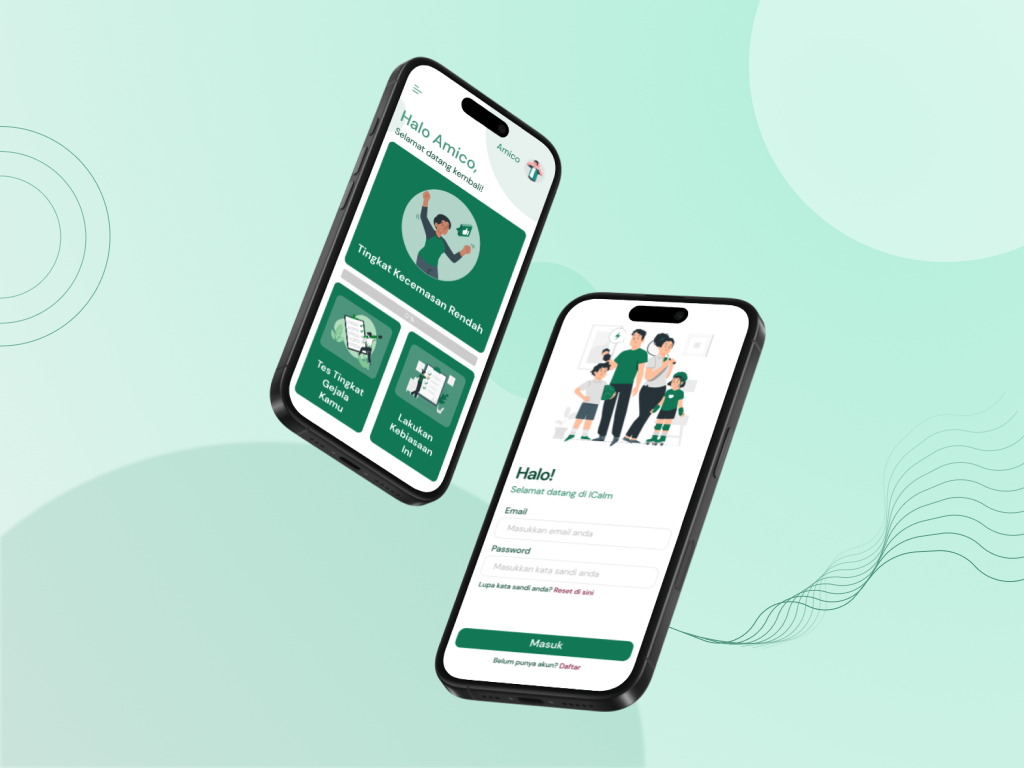 Halo Amico,
Selamat datang kembali!
Amico
Tingkat Kecemasan Rendah
Tes Tingkat
Gejala
Kamu
Lakukan
Kebiasaan
Ini
Halo!
Selamat datang di ICalm
Email
Masukkan email anda
Password
Masukkan kata sandi anda
Lupa kata sandi anda? Reset di sini
Masuk
Belum punya akun? Daftar